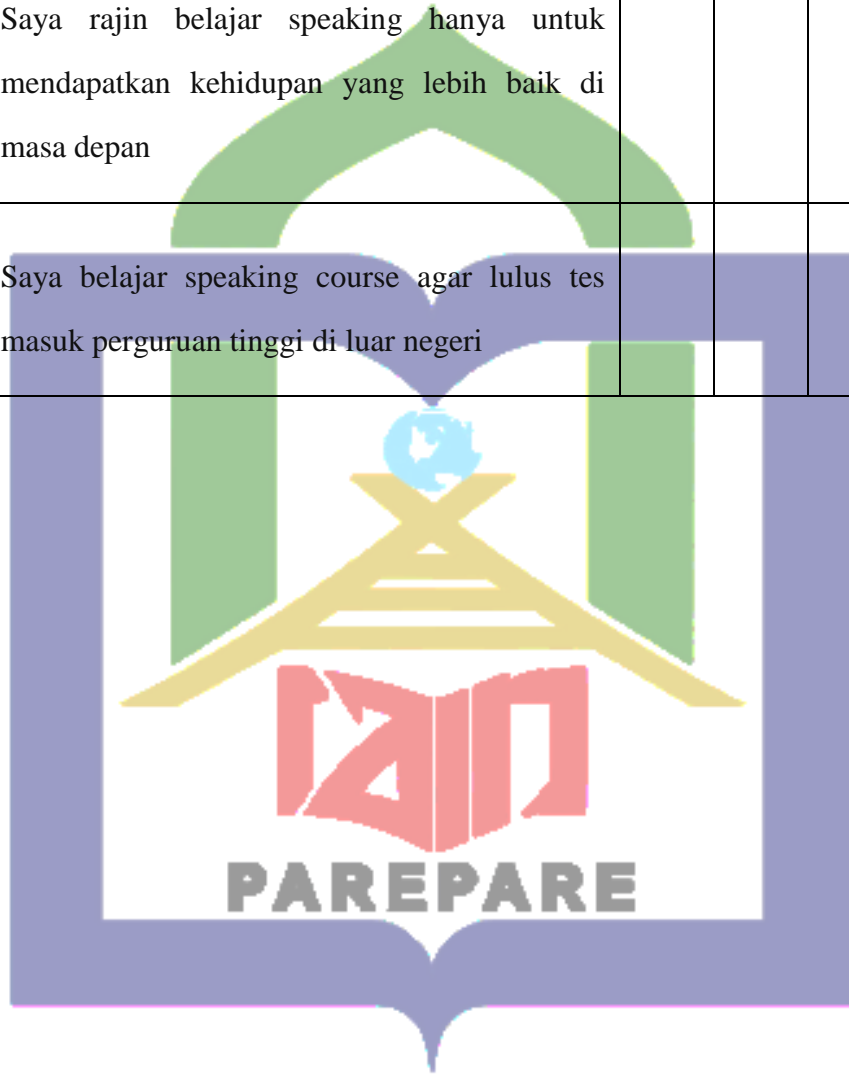 Saya rajin belajar speaking hanya untuk
mendapatkan kehidupan yang lebih baik di
masa depan
Saya belajar speaking course agar lulus tes
masuk perguruan tinggi di luar negeri
iain
PAREPARE